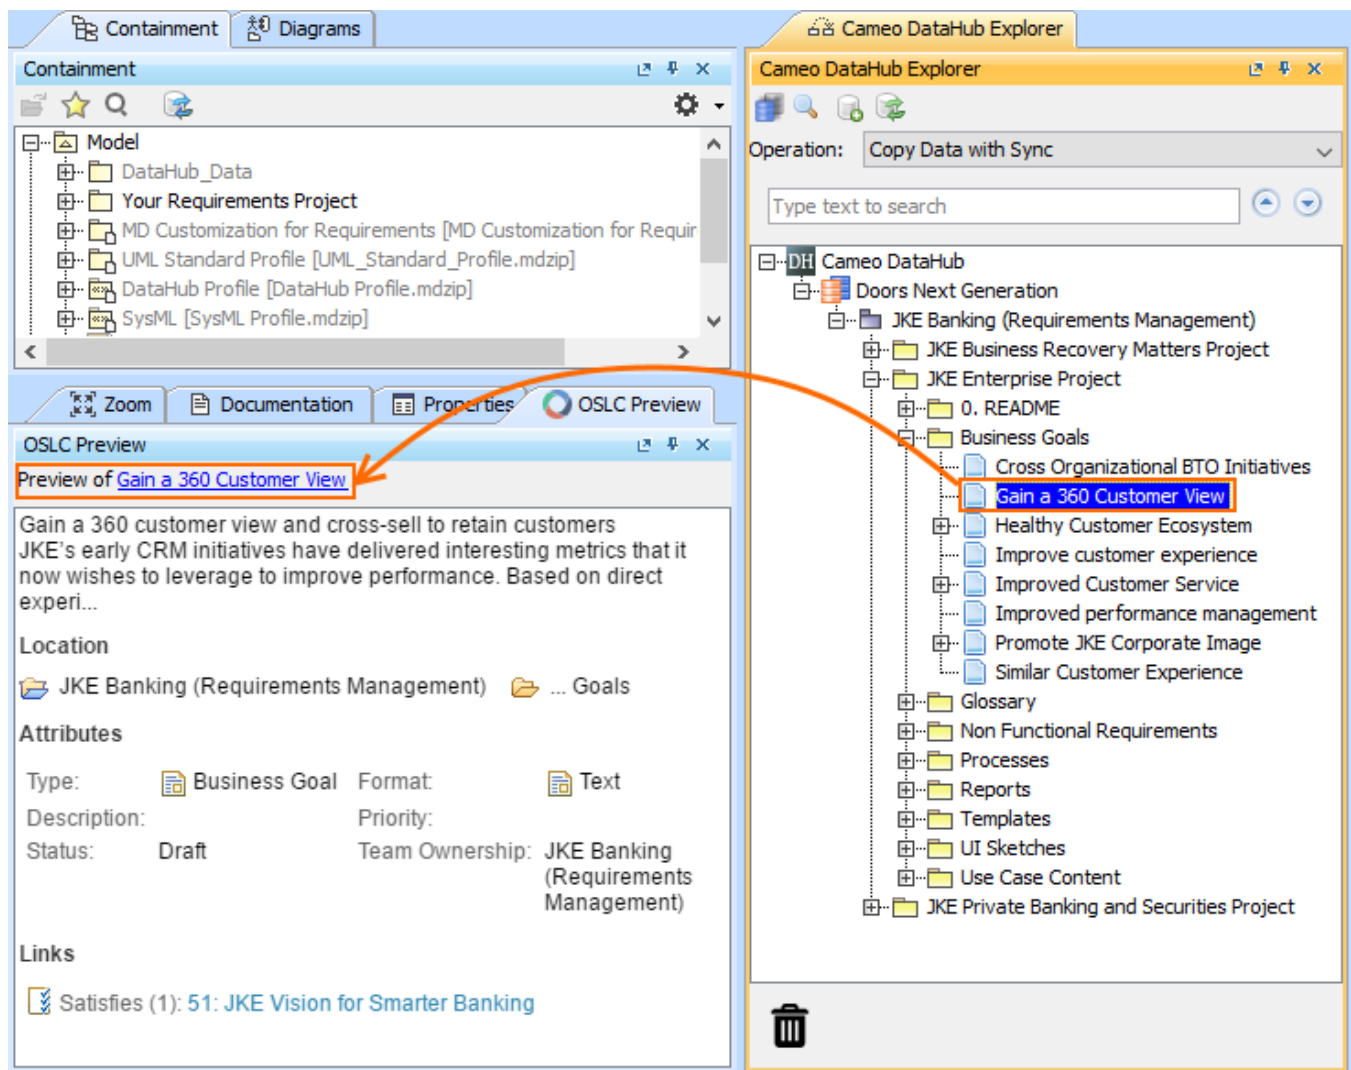 Containment
Diagrams
Containment
Model
DataHub_Data
Your Requirements Project
MD Customization for Requirements [MD Customization for Requir
UML Standard Profile [UML_Standard_Profile.mdzip]
DataHub Profile [DataHub Profile.mdzip]
SysML [SysML Profile.mdzip]
Zoom
Documentation
Properties
OSLC Preview
OSLC Preview
Preview of Gain a 360 Customer View
Gain a 360 customer view and cross-sell to retain customers
JKE's early CRM initiatives have delivered interesting metrics that it
now wishes to leverage to improve performance. Based on direct
experi...
Location
JKE Banking (Requirements Management) ... Goals
Attributes
Type: Business Goal Format: Text
Description: Priority:
Status: Draft Team Ownership: JKE Banking
(Requirements
Management)
Links
Satisfies (1): 51: JKE Vision for Smarter Banking
Cameo DataHub Explorer
Cameo DataHub Explorer
Operation: Copy Data with Sync
Type text to search
DH Cameo DataHub
Doors Next Generation
JKE Banking (Requirements Management)
JKE Business Recovery Matters Project
JKE Enterprise Project
0. README
Business Goals
Cross Organizational BTO Initiatives
Gain a 360 Customer View
Healthy Customer Ecosystem
Improve customer experience
Improved Customer Service
Improved performance management
Promote JKE Corporate Image
Similar Customer Experience
Glossary
Non Functional Requirements
Processes
Reports
Templates
UI Sketches
Use Case Content
JKE Private Banking and Securities Project